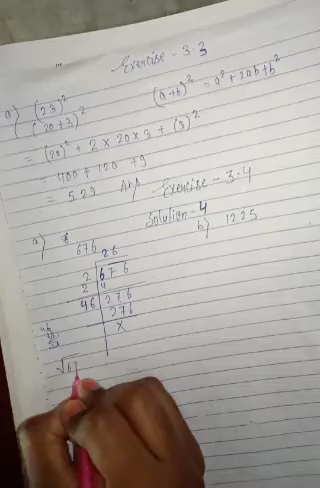 Exercise - 3.3
a) (23)²
(20+3)² (a+b)² = a² + 2ab + b²
= (20)² + 2 × 20 × 3 + (3)²
= 400 + 120 + 9
= 529 Ans
Exercise - 3.4
Solution - 4
a) 676 b) 1225
26
2 | 676
2 | 4
46 | 276
276
×
√67